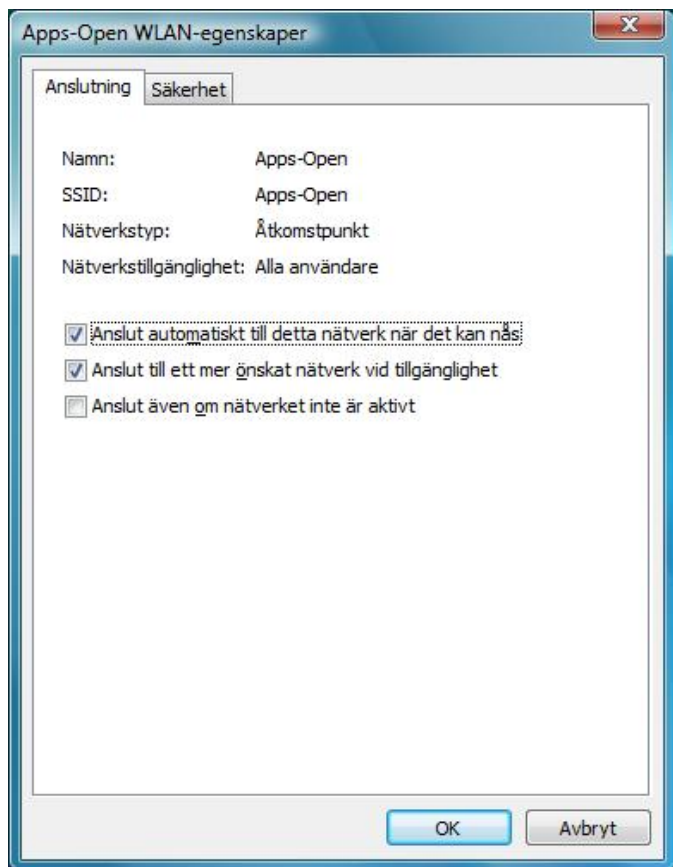 Apps-Open WLAN-egenskaper
Anslutning Säkerhet
Namn: Apps-Open
SSID: Apps-Open
Nätverkstyp: Åtkomstpunkt
Nätverkstillgänglighet: Alla användare
Anslut automatiskt till detta nätverk när det kan nås
Anslut till ett mer önskat nätverk vid tillgänglighet
Anslut även om nätverket inte är aktivt
OK Avbryt